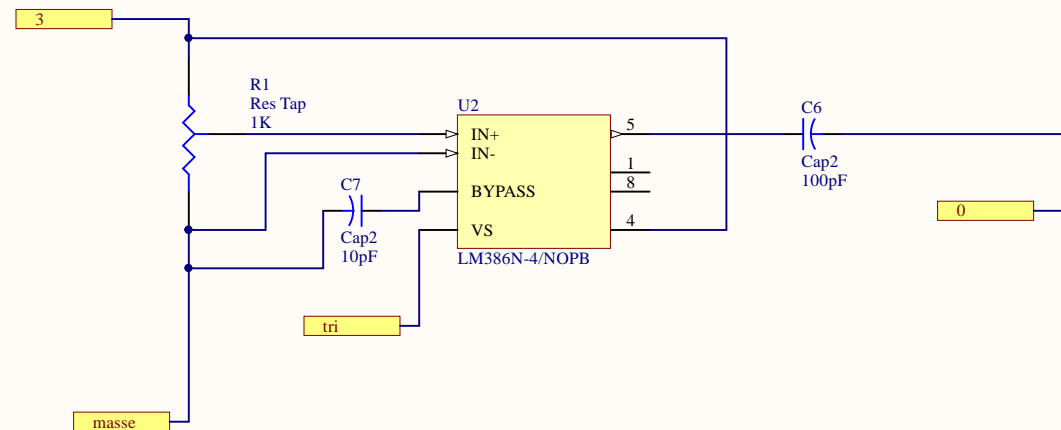 3
R1
Res Tap
1K
U2
IN+
IN-
BYPASS
VS
5
1
8
4
LM386N-4/NOPB
C6
Cap2
100pF
C7
Cap2
10pF
0
tri
masse